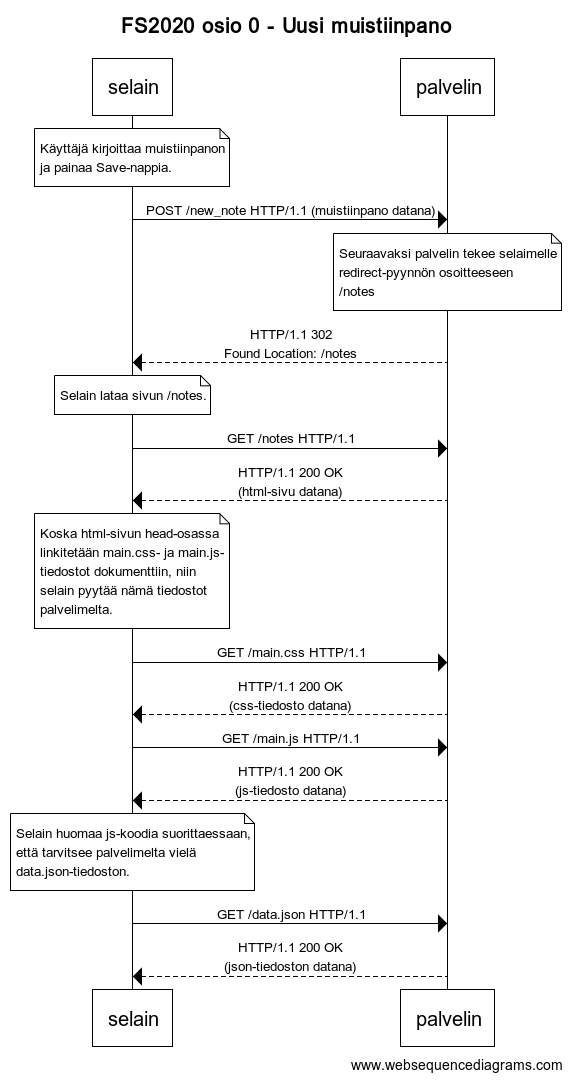 FS2020 osio 0 - Uusi muistiinpano
selain
palvelin
Käyttäjä kirjoittaa muistiinpanon
ja painaa Save-nappia.
POST /new_note HTTP/1.1 (muistiinpano datana)
Seuraavaksi palvelin tekee selaimelle
redirect-pyynnön osoitteeseen
/notes
HTTP/1.1 302
Found Location: /notes
Selain lataa sivun /notes.
GET /notes HTTP/1.1
HTTP/1.1 200 OK
(html-sivu datana)
Koska html-sivun head-osassa
linkitetään main.css- ja main.js-
tiedostot dokumenttiin, niin
selain pyytää nämä tiedostot
palvelimelta.
GET /main.css HTTP/1.1
HTTP/1.1 200 OK
(css-tiedosto datana)
GET /main.js HTTP/1.1
HTTP/1.1 200 OK
(js-tiedosto datana)
Selain huomaa js-koodia suorittaessaan,
että tarvitsee palvelimelta vielä
data.json-tiedoston.
GET /data.json HTTP/1.1
HTTP/1.1 200 OK
(json-tiedoston datana)
selain
palvelin
www.websequencediagrams.com